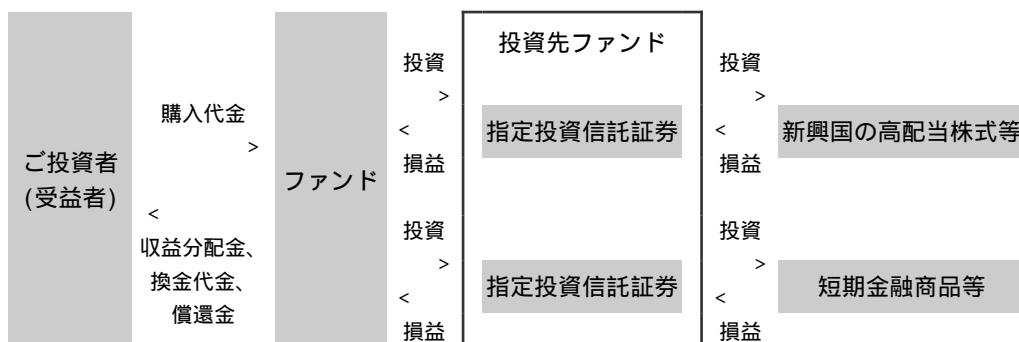 ご投資者
(受益者)
購入代金
>
<
収益分配金、
換金代金、
償還金
ファンド
投資
>
<
損益
投資
>
<
損益
投資先ファンド
指定投資信託証券
指定投資信託証券
投資
>
<
損益
投資
>
<
損益
新興国の高配当株式等
短期金融商品等